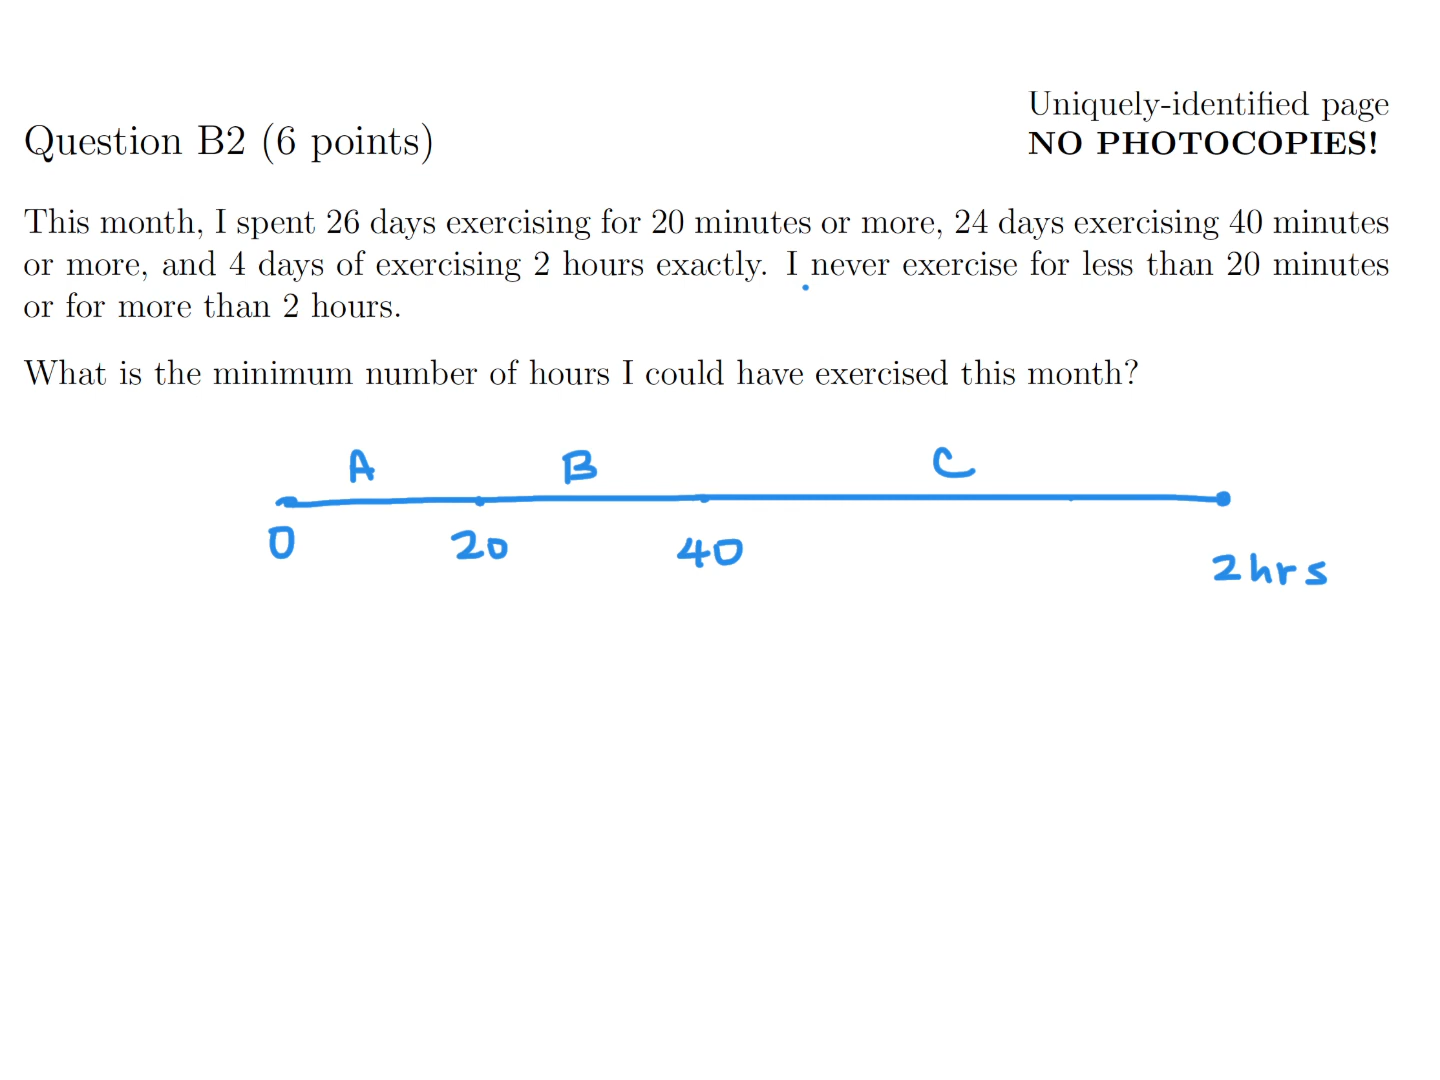 Uniquely-identified page
Question B2 (6 points)
NO PHOTOCOPIES!
This month, I spent 26 days exercising for 20 minutes or more, 24 days exercising 40 minutes
or more, and 4 days of exercising 2 hours exactly. I never exercise for less than 20 minutes
or for more than 2 hours.
What is the minimum number of hours I could have exercised this month?
A B C
0 20 40 2hrs